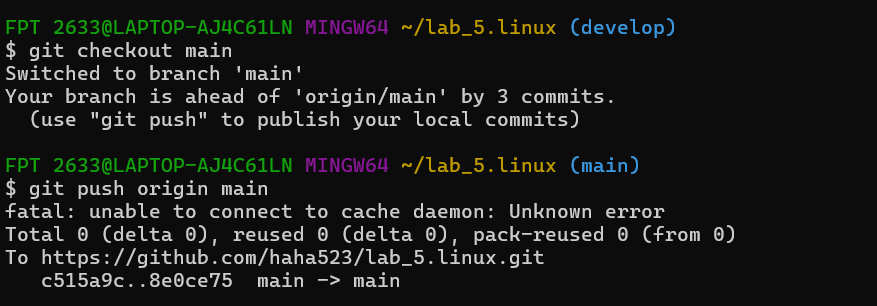 FPT 2633@LAPTOP-AJ4C61LN MINGW64 ~/lab_5.linux (develop)
$ git checkout main
Switched to branch 'main'
Your branch is ahead of 'origin/main' by 3 commits.
  (use "git push" to publish your local commits)

FPT 2633@LAPTOP-AJ4C61LN MINGW64 ~/lab_5.linux (main)
$ git push origin main
fatal: unable to connect to cache daemon: Unknown error
Total 0 (delta 0), reused 0 (delta 0), pack-reused 0 (from 0)
To https://github.com/haha523/lab_5.linux.git
   c515a9c..8e0ce75  main -> main